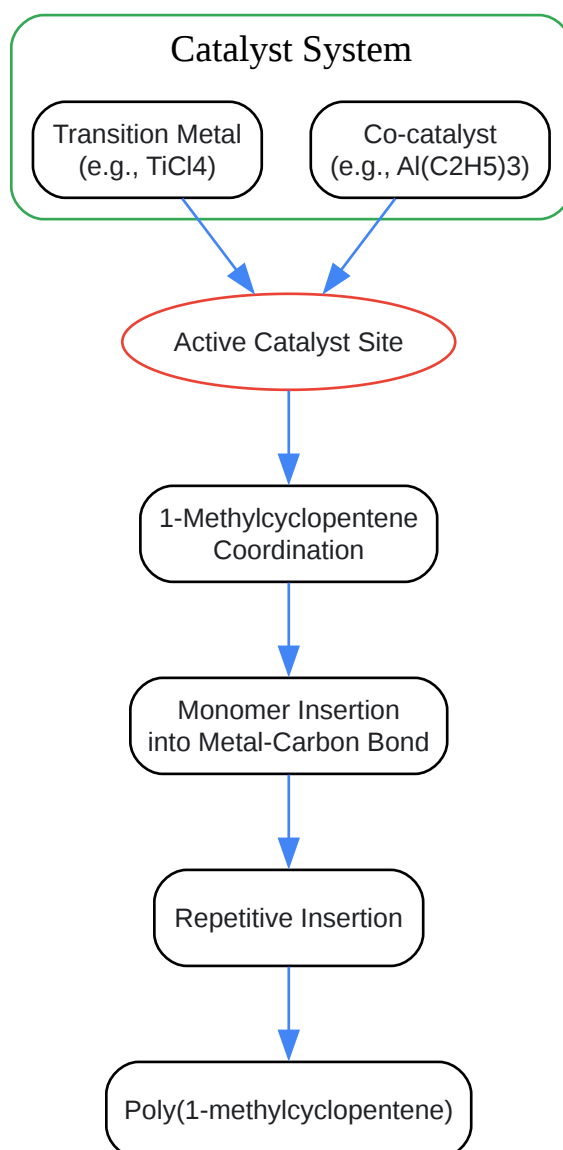 Catalyst System
Transition Metal
(e.g., TiCl4)
Co-catalyst
(e.g., Al(C2H5)3)
Active Catalyst Site
1-Methylcyclopentene
Coordination
Monomer Insertion
into Metal-Carbon Bond
Repetitive Insertion
Poly(1-methylcyclopentene)